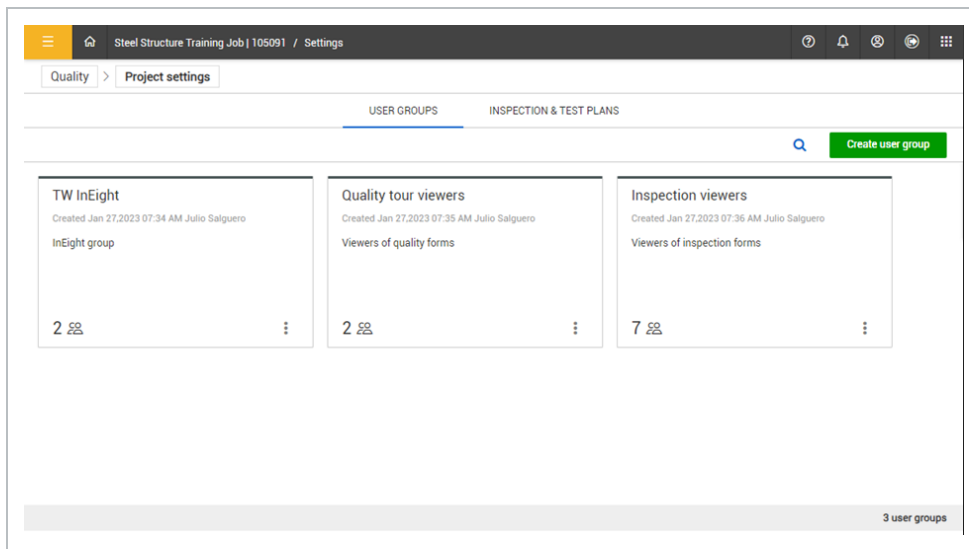 Steel Structure Training Job | 105091 / Settings
Quality > Project settings
USER GROUPS INSPECTION & TEST PLANS
Create user group
TW InEight
Created Jan 27,2023 07:34 AM Julio Salguero
InEight group
2
Quality tour viewers
Created Jan 27,2023 07:35 AM Julio Salguero
Viewers of quality forms
2
Inspection viewers
Created Jan 27,2023 07:36 AM Julio Salguero
Viewers of inspection forms
7
3 user groups